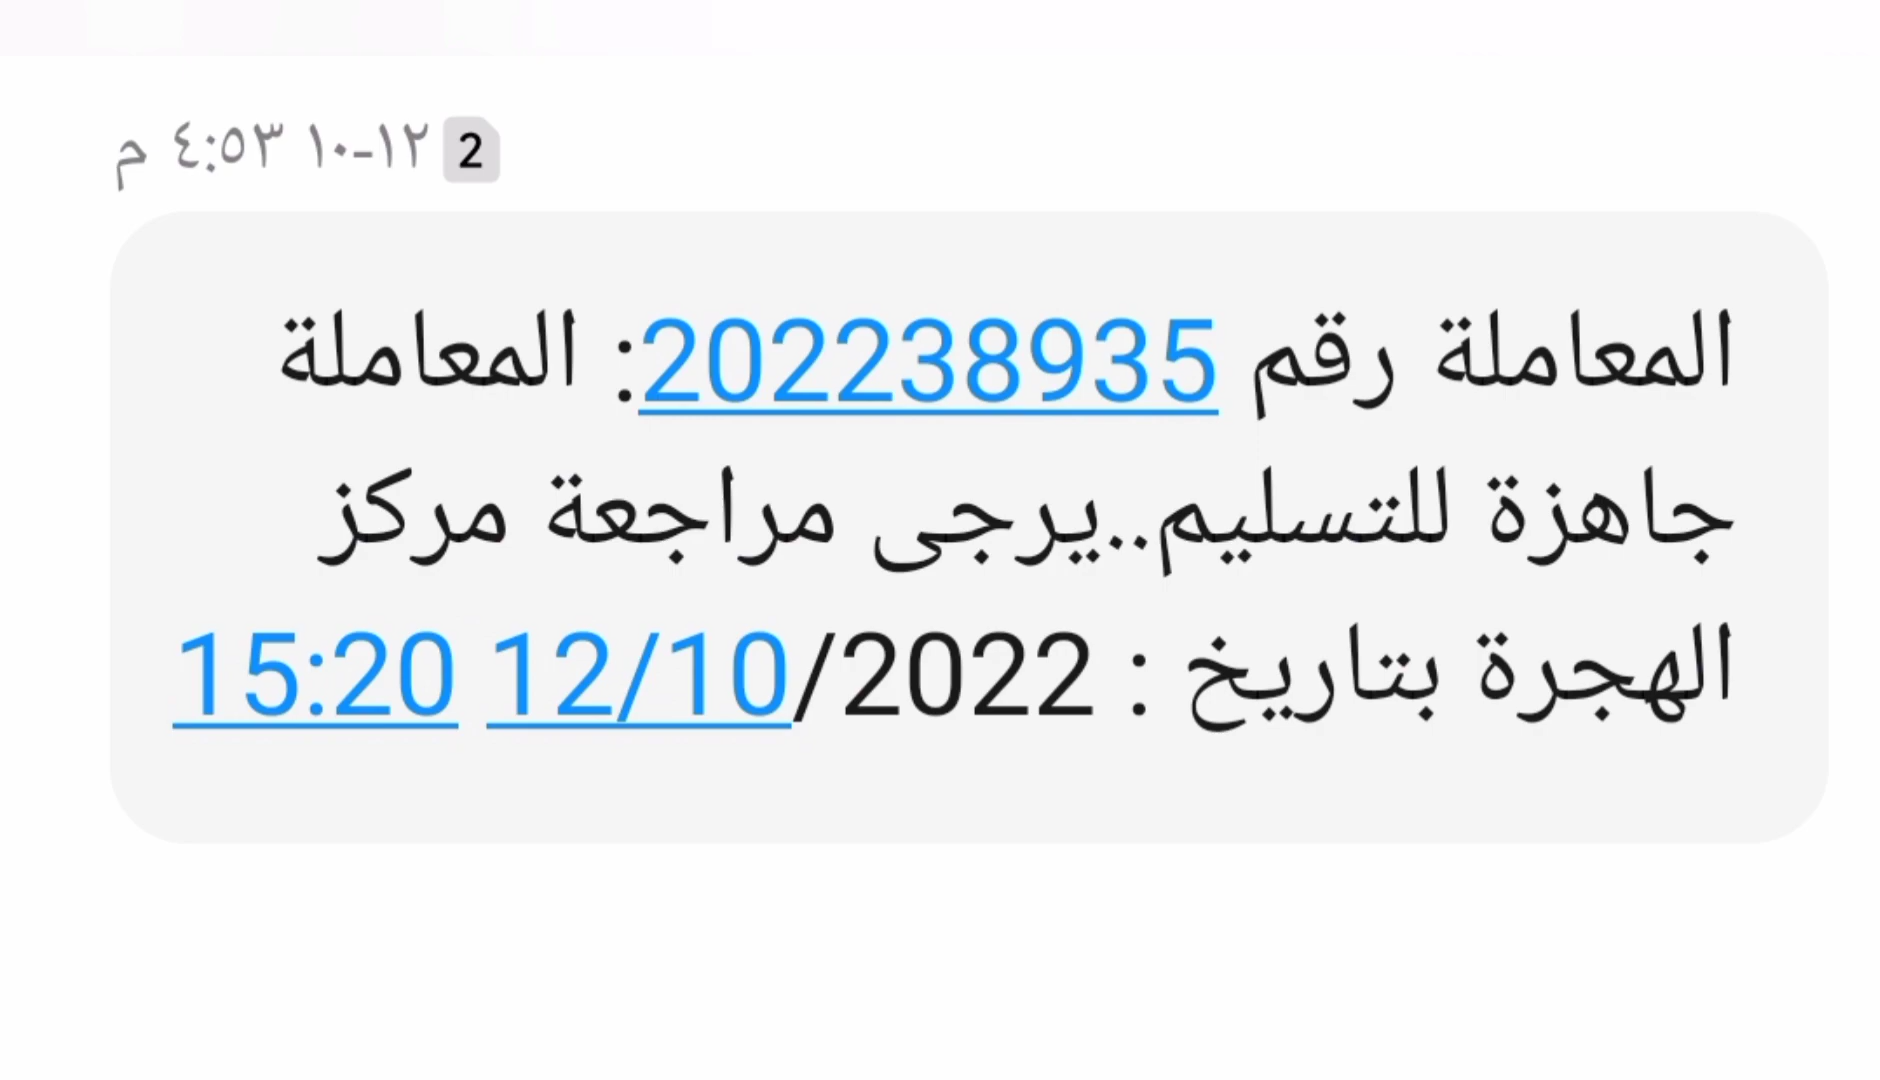 2 ١٢-١٠ ٤:٥٣ م
المعاملة رقم 202238935: المعاملة
جاهزة للتسليم..يرجى مراجعة مركز
الهجرة بتاريخ : 12/10/2022 15:20